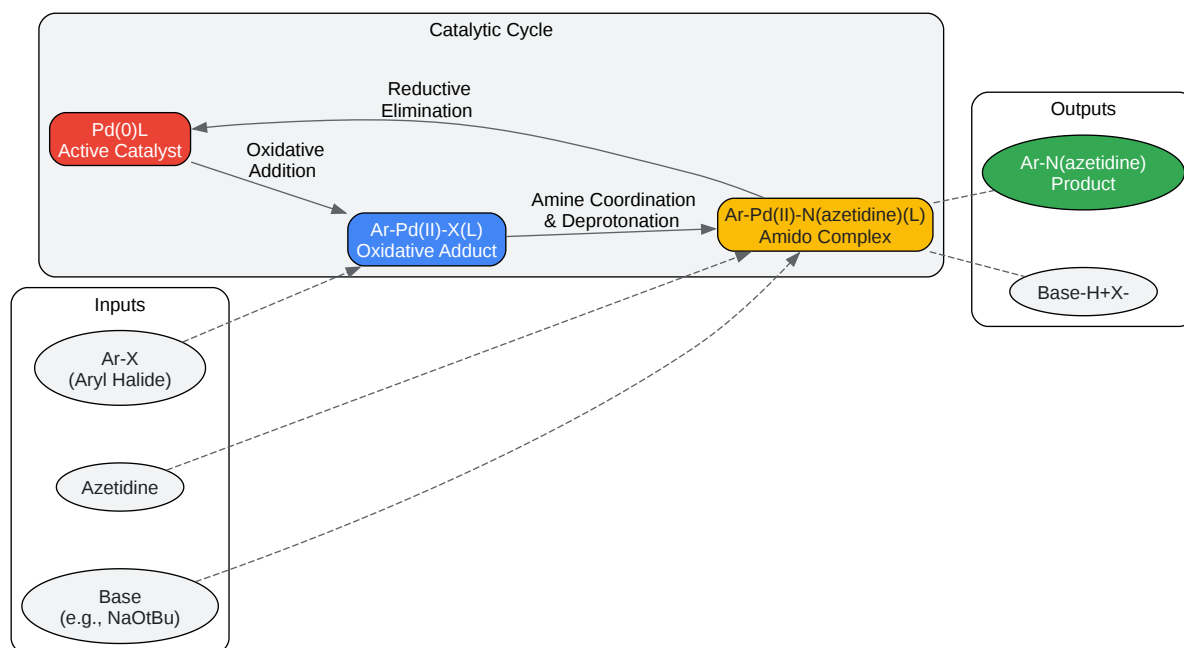 Catalytic Cycle
Reductive
Elimination
Pd(0)L
Active Catalyst
Oxidative
Addition
Amine Coordination
& Deprotonation
Ar-Pd(II)-X(L)
Oxidative Adduct
Ar-Pd(II)-N(azetidine)(L)
Amido Complex
Outputs
Ar-N(azetidine)
Product
Base-H+X-
Inputs
Ar-X
(Aryl Halide)
Azetidine
Base
(e.g., NaOtBu)